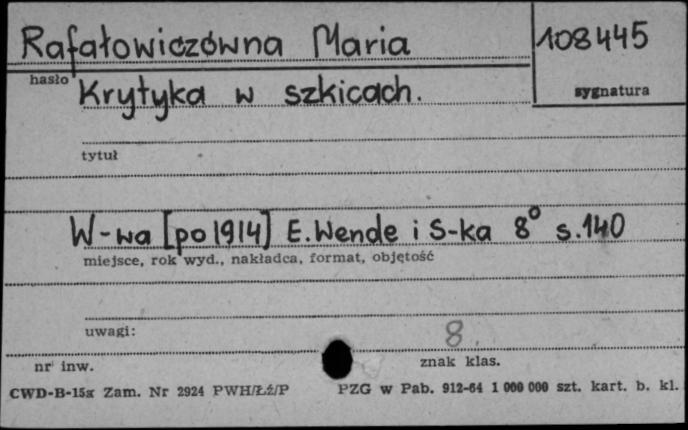 Rafałowiczówna Maria
108445
hasło
sygnatura
Krytyka w szkicach.
tytuł
W-wa [po 1914] E. Wende i S-ka 8° s. 140
miejsce, rok wyd., nakładca, format, objętość
uwagi:
8
nr inw.
znak klas.
CWD-B-15x Zam. Nr 2924 PWH/Łź/P
PZG w Pab. 912-64 1 000 000 szt. kart. b. kl.